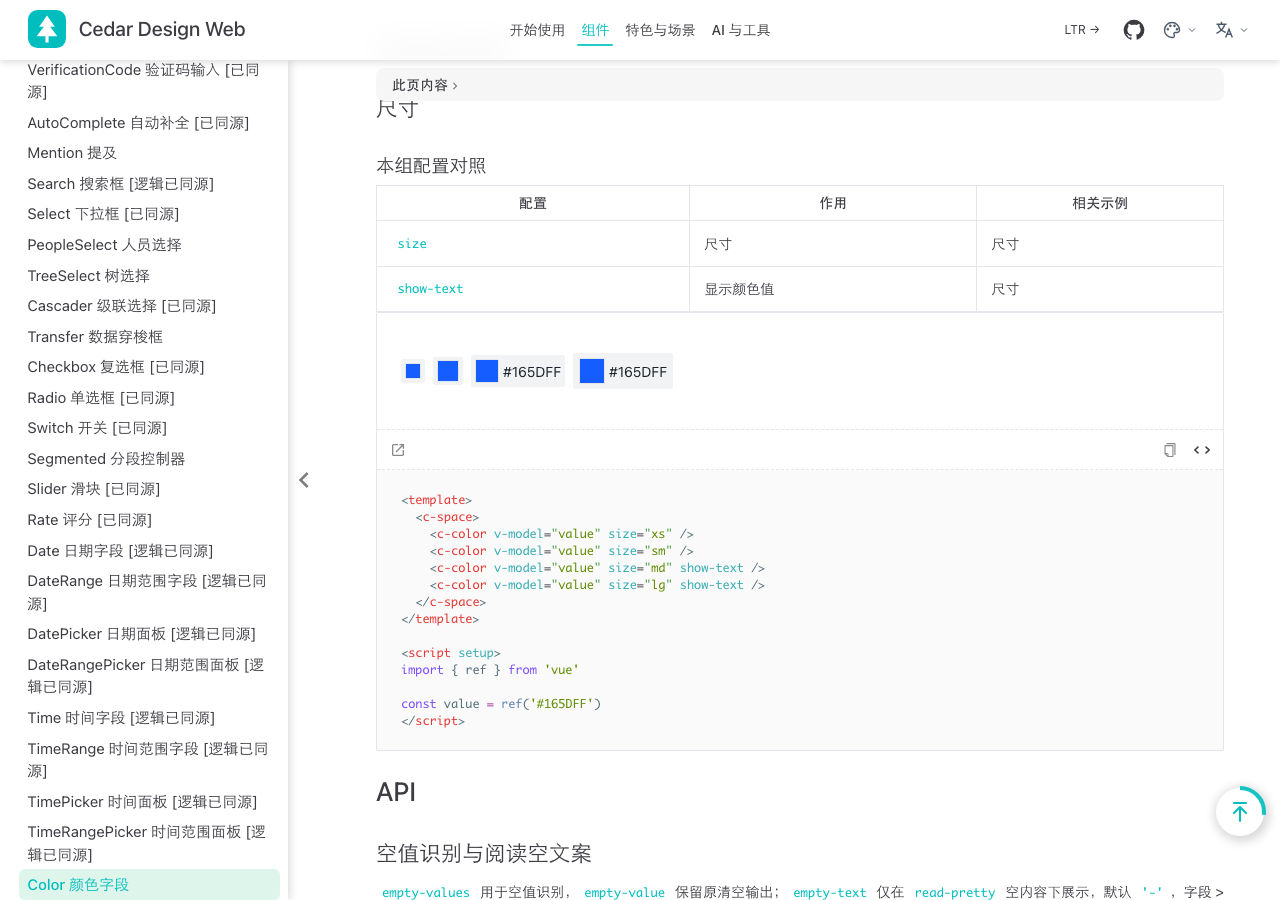 Cedar Design Web
开始使用 组件 特色与场景 AI 与工具
LTR →
VerificationCode 验证码输入 [已同
源]
AutoComplete 自动补全 [已同源]
Mention 提及
Search 搜索框 [逻辑已同源]
Select 下拉框 [已同源]
PeopleSelect 人员选择
TreeSelect 树选择
Cascader 级联选择 [已同源]
Transfer 数据穿梭框
Checkbox 复选框 [已同源]
Radio 单选框 [已同源]
Switch 开关 [已同源]
Segmented 分段控制器
Slider 滑块 [已同源]
Rate 评分 [已同源]
Date 日期字段 [逻辑已同源]
DateRange 日期范围字段 [逻辑已同
源]
DatePicker 日期面板 [逻辑已同源]
DateRangePicker 日期范围面板 [逻
辑已同源]
Time 时间字段 [逻辑已同源]
TimeRange 时间范围字段 [逻辑已同
源]
TimePicker 时间面板 [逻辑已同源]
TimeRangePicker 时间范围面板 [逻
辑已同源]
Color 颜色字段
此页内容 ›
尺寸
本组配置对照
配置 作用 相关示例
size 尺寸 尺寸
show-text 显示颜色值 尺寸
#165DFF #165DFF
<template>
  <c-space>
    <c-color v-model="value" size="xs" />
    <c-color v-model="value" size="sm" />
    <c-color v-model="value" size="md" show-text />
    <c-color v-model="value" size="lg" show-text />
  </c-space>
</template>
<script setup>
import { ref } from 'vue'
const value = ref('#165DFF')
</script>
API
空值识别与阅读空文案
empty-values 用于空值识别， empty-value 保留原清空输出； empty-text 仅在 read-pretty 空内容下展示，默认 '-' ，字段 >